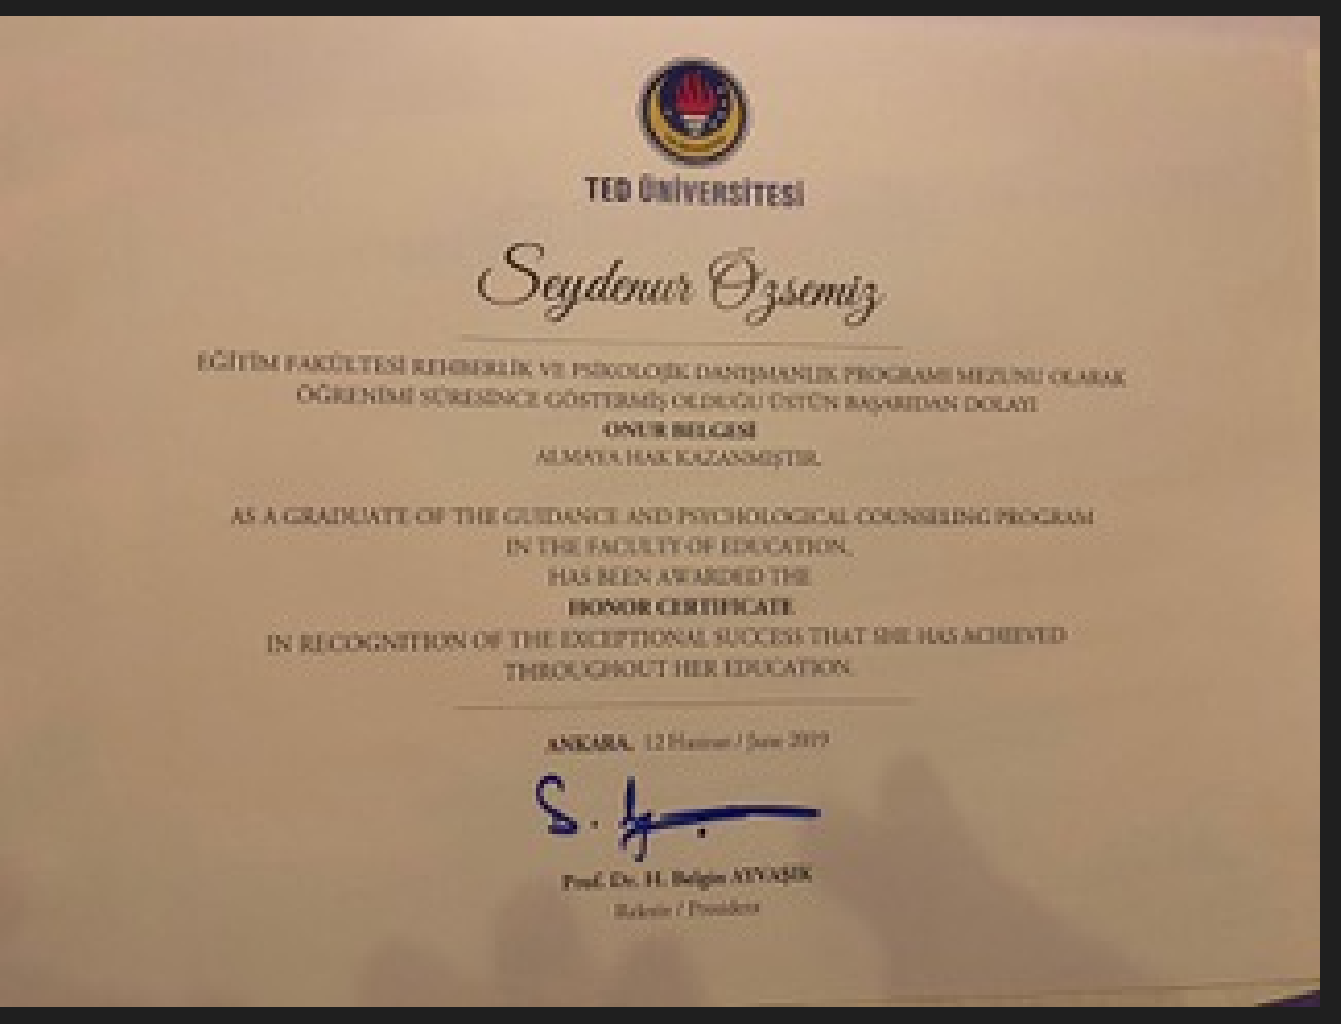 TED ÜNİVERSİTESİ
Seydenur Özsemiz
EĞİTİM FAKÜLTESİ REHBERLİK VE PSİKOLOJİK DANIŞMANLIK PROGRAMI MEZUNU OLARAK
ÖĞRENİMİ SÜRESİNCE GÖSTERMİŞ OLDUĞU ÜSTÜN BAŞARIDAN DOLAYI
ONUR BELGESİ
ALMAYA HAK KAZANMIŞTIR.
AS A GRADUATE OF THE GUIDANCE AND PSYCHOLOGICAL COUNSELING PROGRAM
IN THE FACULTY OF EDUCATION,
HAS BEEN AWARDED THE
HONOR CERTIFICATE
IN RECOGNITION OF THE EXCEPTIONAL SUCCESS THAT SHE HAS ACHIEVED
THROUGHOUT HER EDUCATION.
ANKARA, 12 Haziran / June 2019
Prof. Dr. H. Belgin AYVAŞIK
Rektör / President